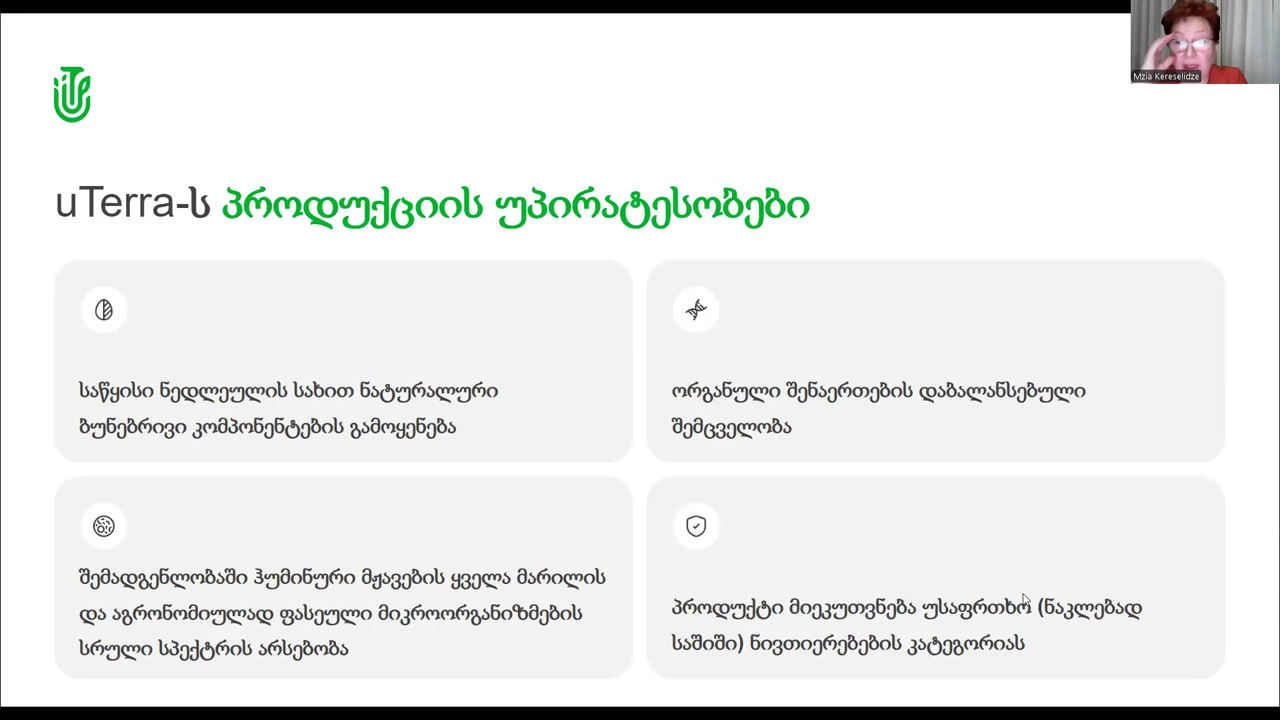 Mzia Kereselidze
uTerra-ს პროდუქციის უპირატესობები
საწყისი ნედლეულის სახით ნატურალური
ბუნებრივი კომპონენტების გამოყენება
ორგანული შენაერთების დაბალანსებული
შემცველობა
შემადგენლობაში ჰუმინური მჟავების ყველა მარილის
და აგრონომიულად ფასეული მიკროორგანიზმების
სრული სპექტრის არსებობა
პროდუქტი მიეკუთვნება უსაფრთხო (ნაკლებად
საშიში) ნივთიერებების კატეგორიას